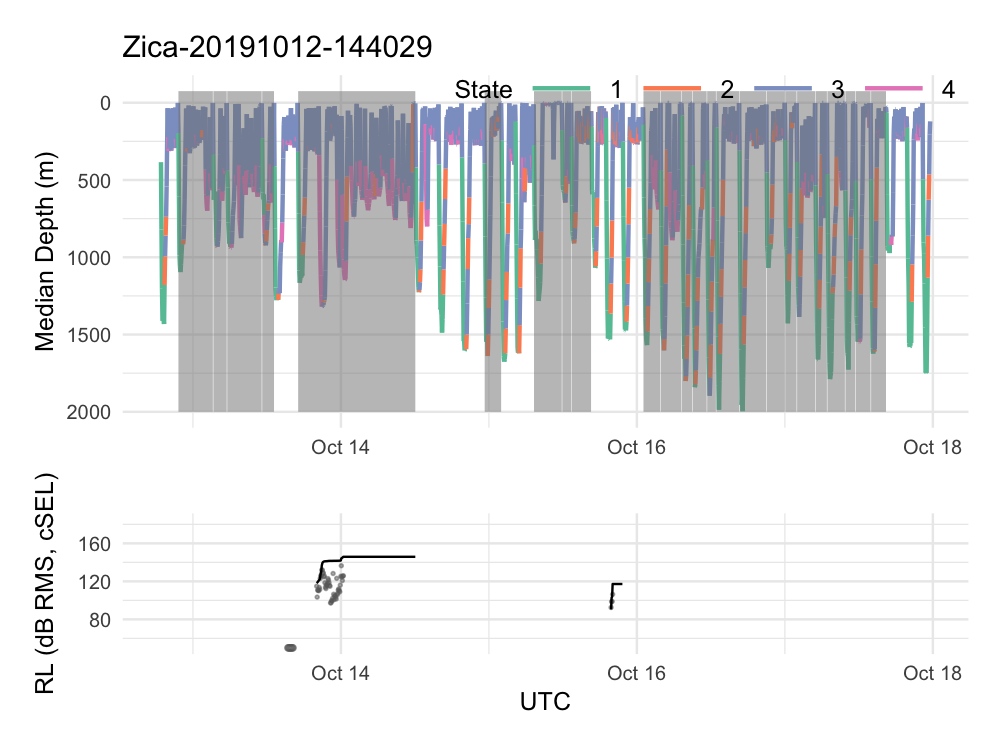 Zica-20191012-144029
State 1 2 3 4
Median Depth (m)
0
500
1000
1500
2000
Oct 14 Oct 16 Oct 18
RL (dB RMS, cSEL)
160
120
80
Oct 14 Oct 16 Oct 18
UTC